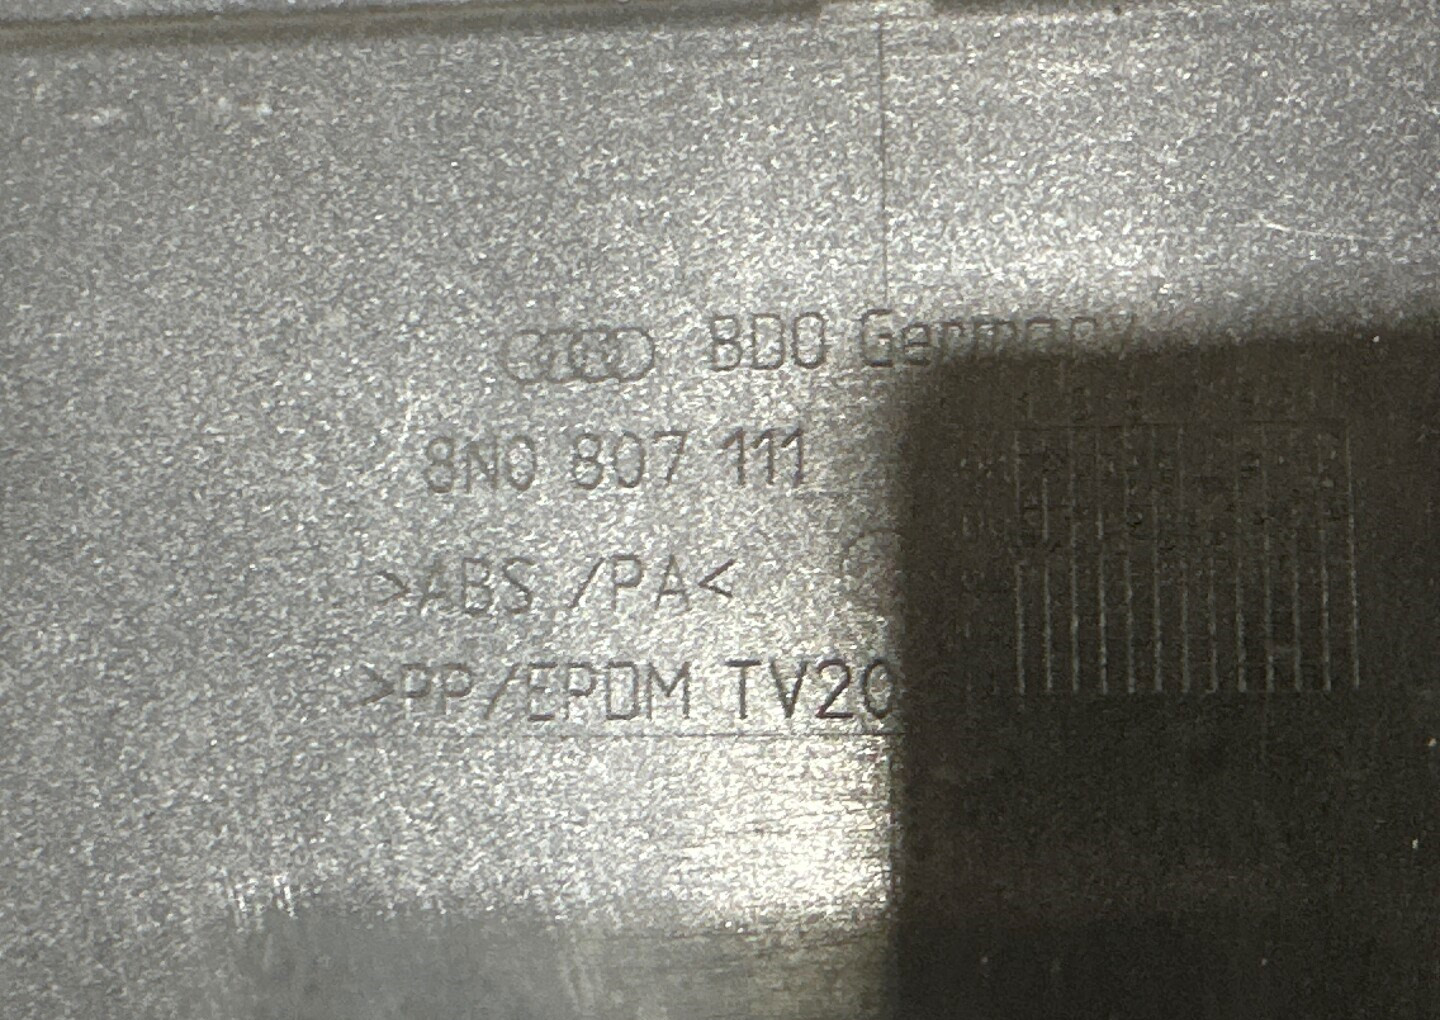 BDO Germany
8N0 807 111
>ABS /PA<
>PP/EPDM TV20